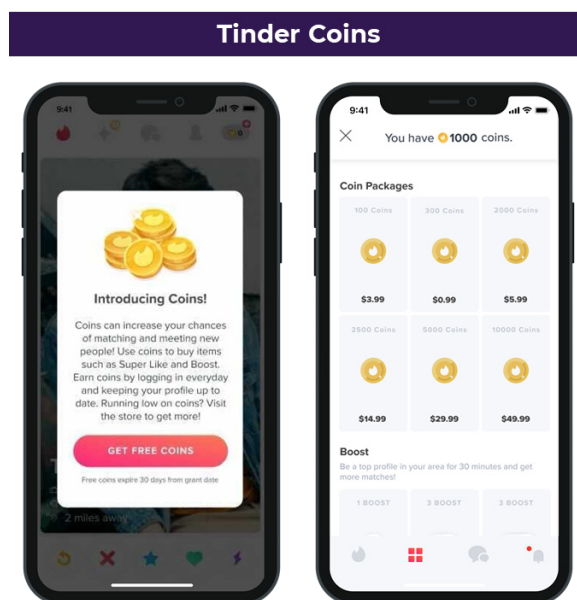 Tinder Coins
9:41
Introducing Coins!
Coins can increase your chances
of matching and meeting new
people! Use coins to buy items
such as Super Like and Boost.
Earn coins by logging in everyday
and keeping your profile up to
date. Running low on coins? Visit
the store to get more!
GET FREE COINS
Free coins expire 30 days from grant date
2 miles away
9:41
You have 1000 coins.
Coin Packages
100 Coins 300 Coins 2000 Coins
$3.99 $0.99 $5.99
2500 Coins 5000 Coins 10000 Coins
$14.99 $29.99 $49.99
Boost
Be a top profile in your area for 30 minutes and get
more matches!
1 BOOST 3 BOOST 3 BOOST